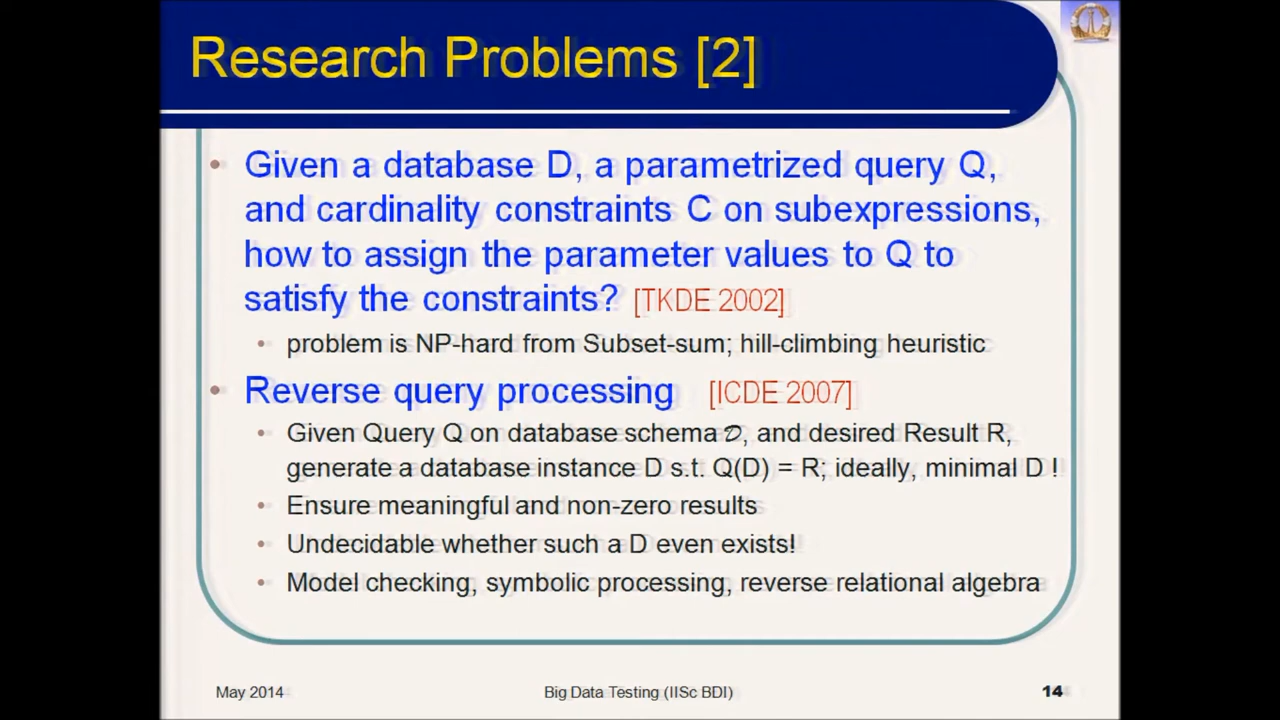 Research Problems [2]
• Given a database D, a parametrized query Q,
and cardinality constraints C on subexpressions,
how to assign the parameter values to Q to
satisfy the constraints? [TKDE 2002]
• problem is NP-hard from Subset-sum; hill-climbing heuristic
• Reverse query processing [ICDE 2007]
• Given Query Q on database schema D, and desired Result R,
generate a database instance D s.t. Q(D) = R; ideally, minimal D !
• Ensure meaningful and non-zero results
• Undecidable whether such a D even exists!
• Model checking, symbolic processing, reverse relational algebra
May 2014 Big Data Testing (IISc BDI) 14